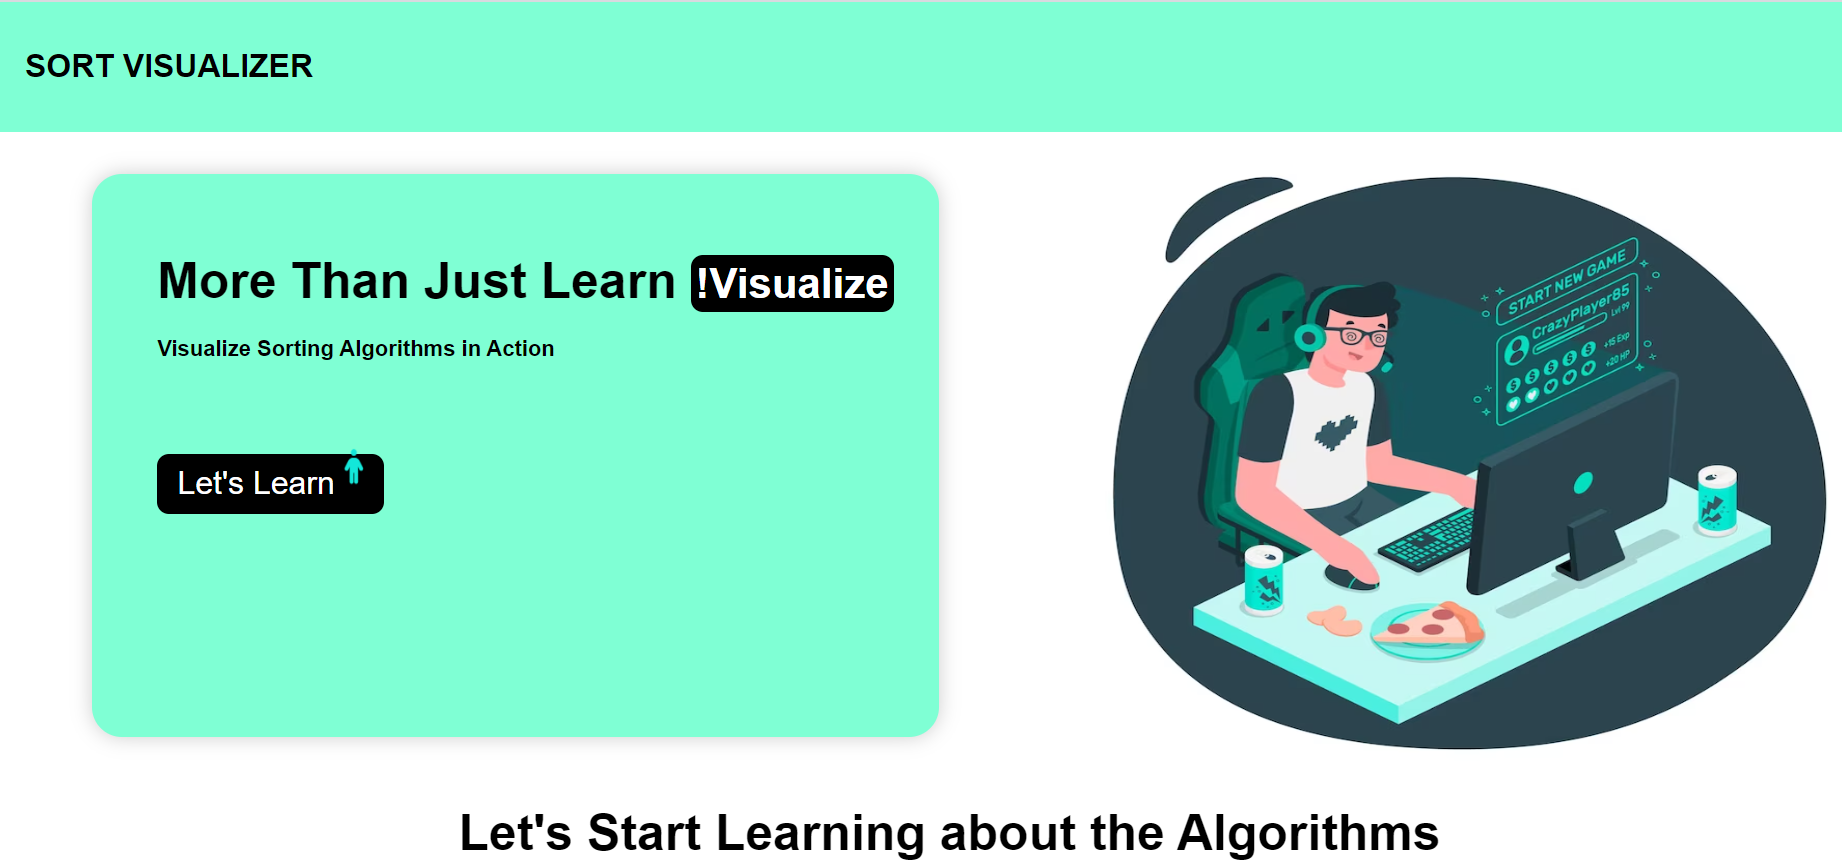 SORT VISUALIZER
More Than Just Learn !Visualize
Visualize Sorting Algorithms in Action
Let's Learn
START NEW GAME
CrazyPlayer85
Lvl 99
+15 Exp
+20 HP
Let's Start Learning about the Algorithms